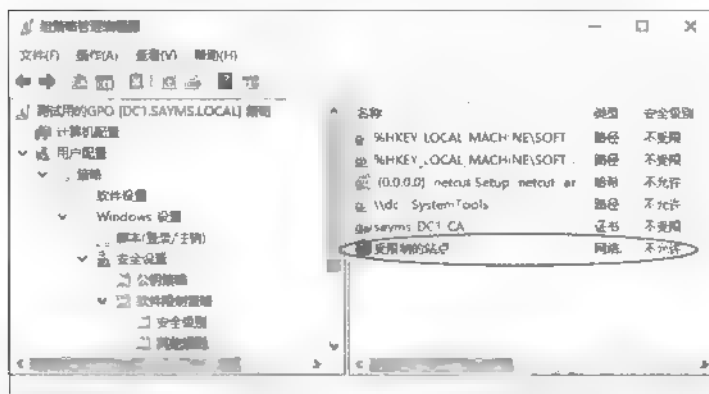 组策略管理编辑器
文件(F) 操作(A) 查看(V) 帮助(H)
测试用的GPO [DC1.SAYMS.LOCAL] 策略
计算机配置
用户配置
策略
软件设置
Windows 设置
脚本(登录/注销)
安全设置
公钥策略
软件限制策略
安全级别
其他规则
名称 类型 安全级别
%HKEY_LOCAL_MACHINE\SOFT 路径 不受限
%HKEY_LOCAL_MACHINE\SOFT 路径 不受限
(0.0.0.0) netcut Setup netcut ar 不允许
SystemTools 路径 不允许
sayms DC1 CA 证书 不受限
受限制的站点 网络 不允许